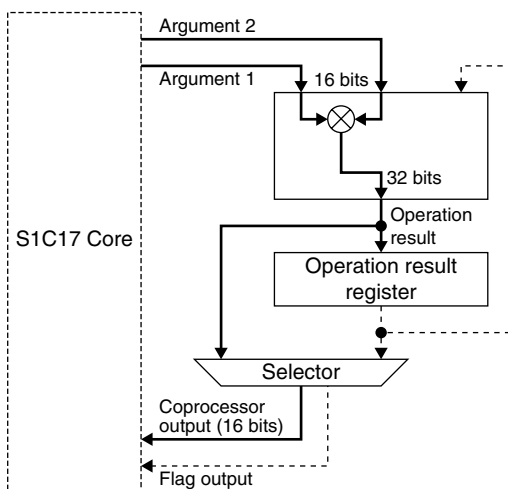 Argument 2
Argument 1
16 bits
32 bits
S1C17 Core
Operation
result
Operation result
register
Selector
Coprocessor
output (16 bits)
Flag output